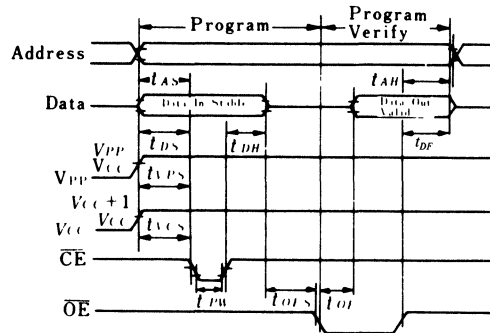 Program
Program
Verify
Address
tAS
tAH
Data
Data In Stable
Data Out
Valid
tDS
tDH
tDF
VPP
VCC
VPP
tVPS
VCC + 1
VCC
VCC
tVCS
CE
tPW
tOES
tOE
OE